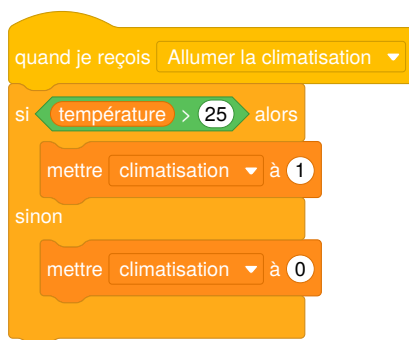 quand je reçois Allumer la climatisation
si température > 25 alors
mettre climatisation à 1
sinon
mettre climatisation à 0